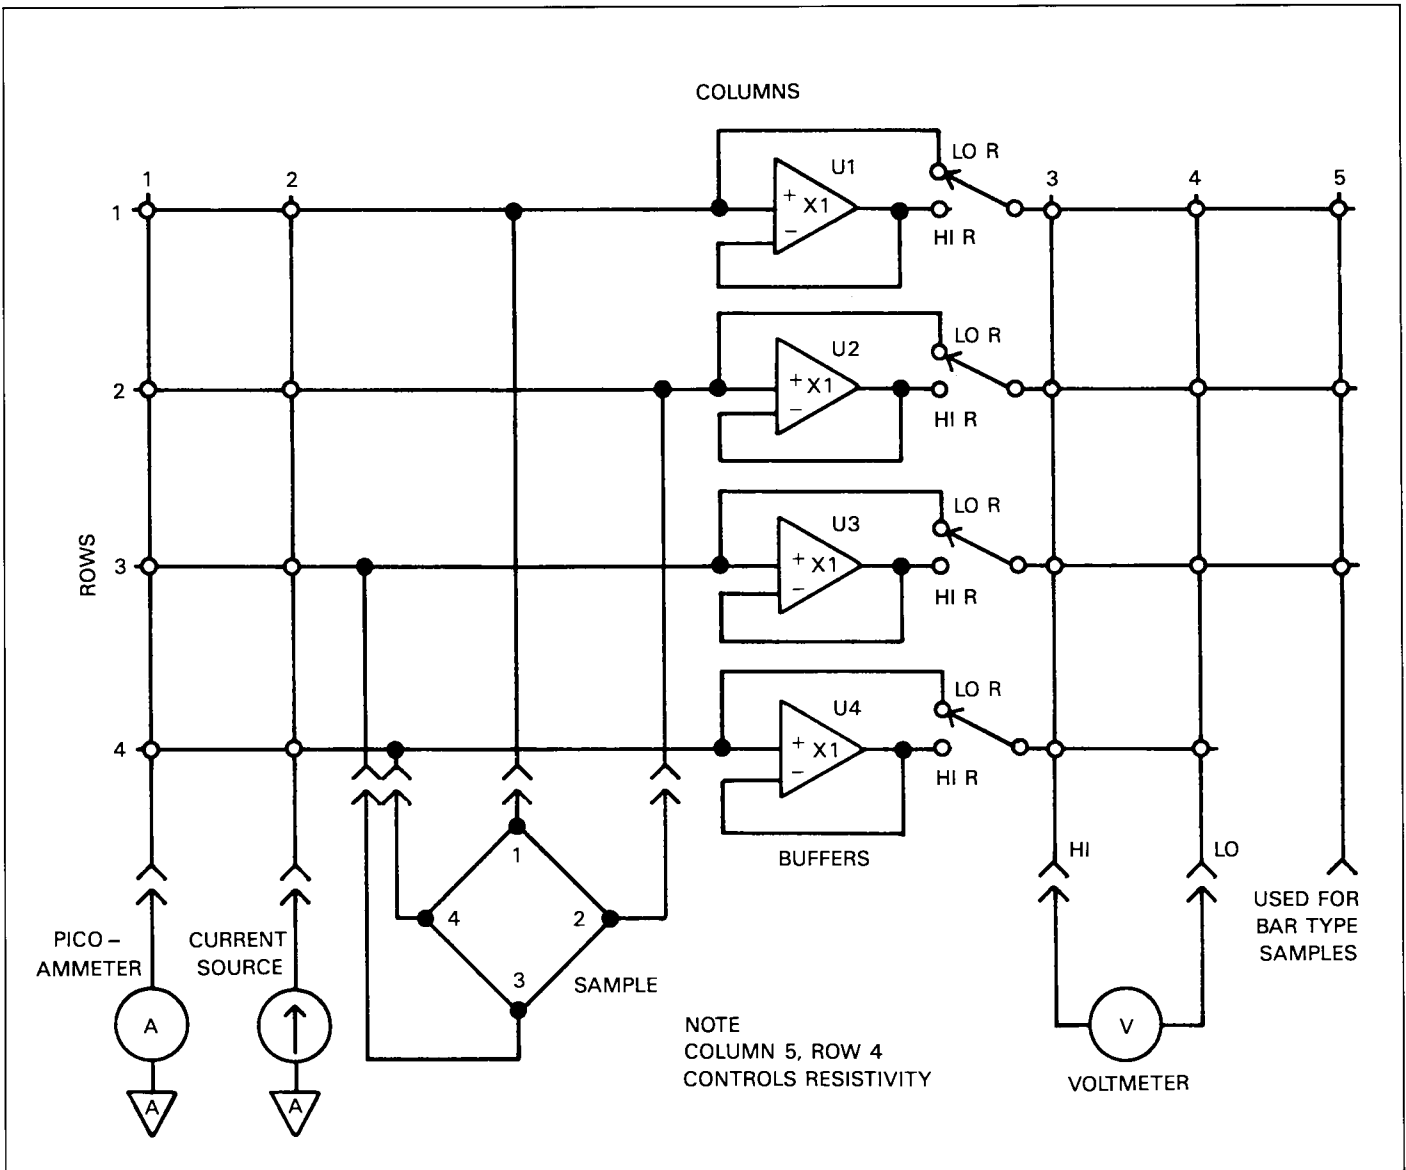 COLUMNS
1
2
3
4
5
ROWS
1
2
3
4
U1
+
X1
−
LO R
HI R
U2
+
X1
−
LO R
HI R
U3
+
X1
−
LO R
HI R
U4
+
X1
−
LO R
HI R
BUFFERS
1
4
2
3
SAMPLE
PICO –
AMMETER
A
A
CURRENT
SOURCE
A
HI
LO
V
VOLTMETER
USED FOR
BAR TYPE
SAMPLES
NOTE
COLUMN 5, ROW 4
CONTROLS RESISTIVITY